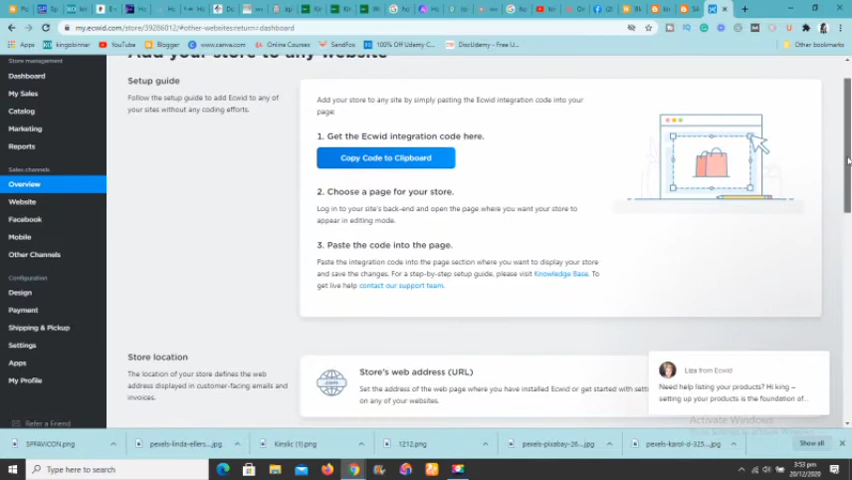 my.ecwid.com/store/39286012/#other-websites:return=dashboard
Apps
kingobinner
YouTube
Blogger
www.canva.com
Online Courses
SendFox
100% Off Udemy C...
DiscUdemy - Free U...
Other bookmarks
Store management
Dashboard
My Sales
Catalog
Marketing
Reports
Sales channels
Overview
Website
Facebook
Mobile
Other Channels
Configuration
Design
Payment
Shipping & Pickup
Settings
Apps
My Profile
Refer a Friend
Add your store to any website
Setup guide
Follow the setup guide to add Ecwid to any of
your sites without any coding efforts.
Add your store to any site by simply pasting the Ecwid integration code into your
page.
1. Get the Ecwid integration code here.
Copy Code to Clipboard
2. Choose a page for your store.
Log in to your site's back-end and open the page where you want your store to
appear in editing mode.
3. Paste the code into the page.
Paste the integration code into the page section where you want to display your store
and save the changes. For a step-by-step setup guide, please visit Knowledge Base. To
get live help contact our support team.
Store location
The location of your store defines the web
address displayed in customer-facing emails and
invoices.
Store's web address (URL)
Set the address of the web page where you have installed Ecwid or get started with
on any of your websites.
Liza from Ecwid
Need help listing your products? Hi king –
setting up your products is the foundation of...
Activate Windows
SPFAVICON.png
pexels-linda-ellers....jpg
Kirslic (1).png
1212.png
pexels-pixabay-26....jpg
pexels-karol-d-325....jpg
Show all
Type here to search
3:53 pm
20/12/2020